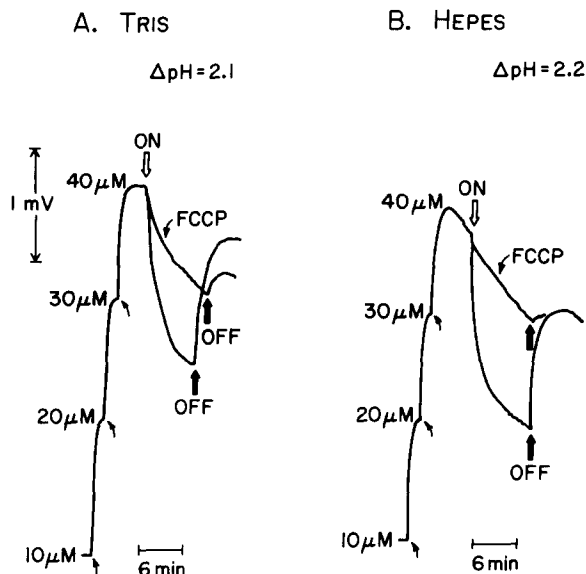 A. TRIS
ΔpH=2.1
ON
40μM
1 mV
FCCP
30μM
OFF
OFF
20μM
10μM
6 min
B. HEPES
ΔpH=2.2
ON
40μM
FCCP
30μM
20μM
OFF
10μM
6 min